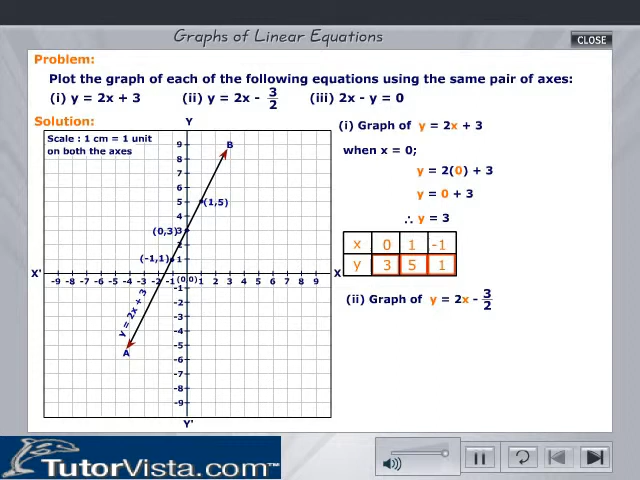 Graphs of Linear Equations
CLOSE
Problem:
Plot the graph of each of the following equations using the same pair of axes:
(i) y = 2x + 3 (ii) y = 2x - 3/2 (iii) 2x - y = 0
Solution:
Scale : 1 cm = 1 unit
on both the axes
Y
B
9
8
7
6
5
4
3
2
(1,5)
(0,3)
(-1,1)
X'
X
-9 -8 -7 -6 -5 -4 -3 -2 -1 (0 0) 1 2 3 4 5 6 7 8 9
-1
-2
-3
-4
-5
-6
-7
-8
-9
y = 2x + 3
A
Y'
(i) Graph of y = 2x + 3
when x = 0;
y = 2(0) + 3
y = 0 + 3
∴ y = 3
x 0 1 -1
y 3 5 1
(ii) Graph of y = 2x - 3/2
TutorVista.com™